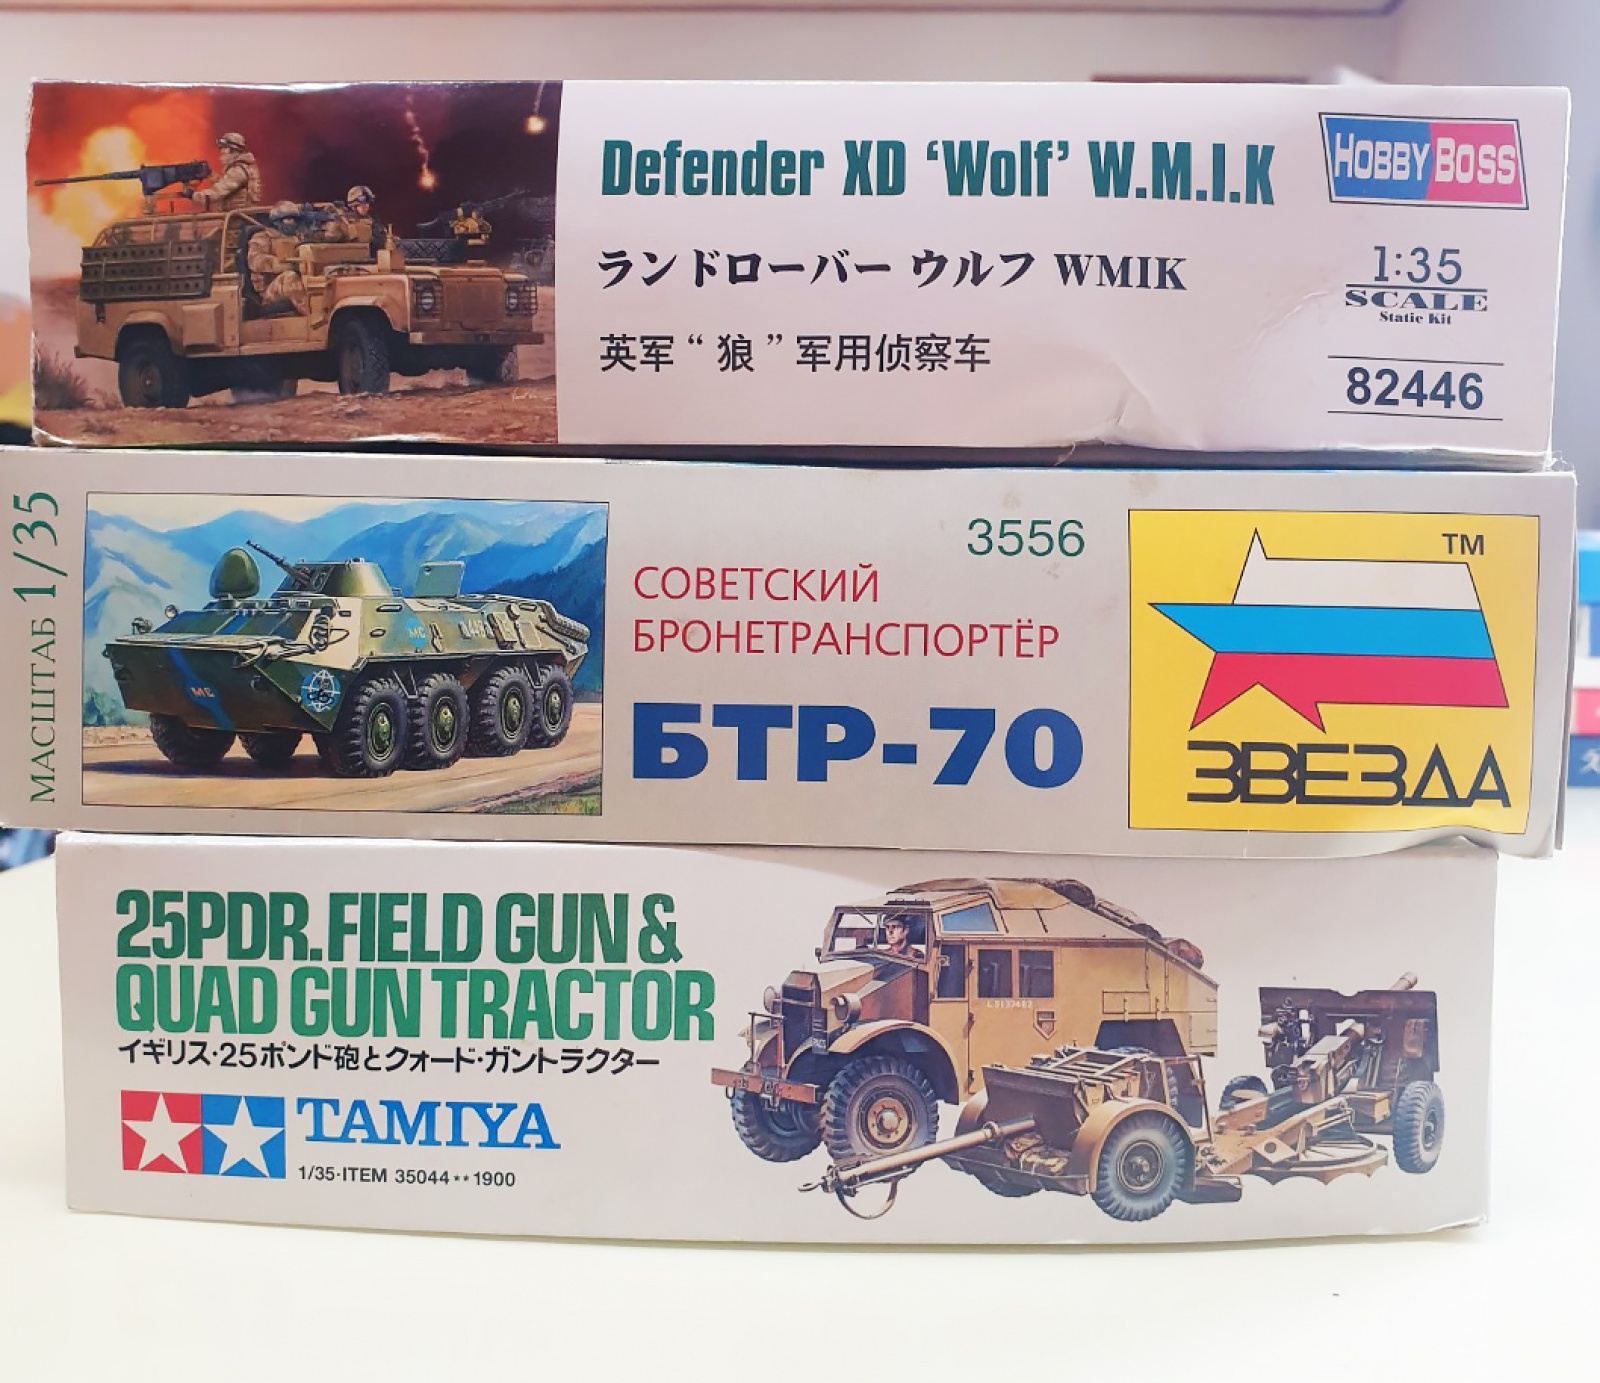 Defender XD ‘Wolf’ W.M.I.K
ランドローバー ウルフ WMIK
英军“狼”军用侦察车
HOBBY BOSS
1:35
SCALE
Static Kit
82446
МАСШТАБ 1/35
3556
СОВЕТСКИЙ
БРОНЕТРАНСПОРТЁР
БТР-70
TM
ЗВЕЗДА
МС
МС
25PDR.FIELD GUN &
QUAD GUN TRACTOR
イギリス・25ポンド砲とクォード・ガントラクター
TAMIYA
1/35·ITEM 35044**1900